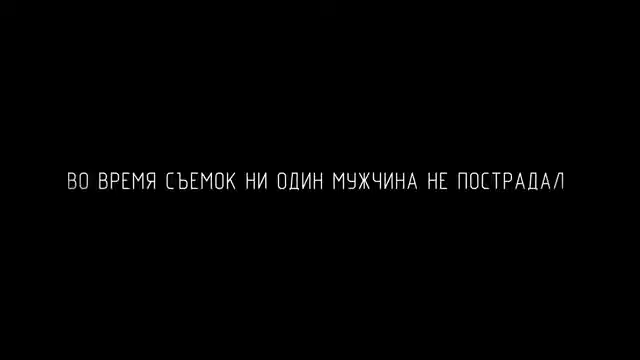 ВО ВРЕМЯ СЪЕМОК НИ ОДИН МУЖЧИНА НЕ ПОСТРАДАЛ